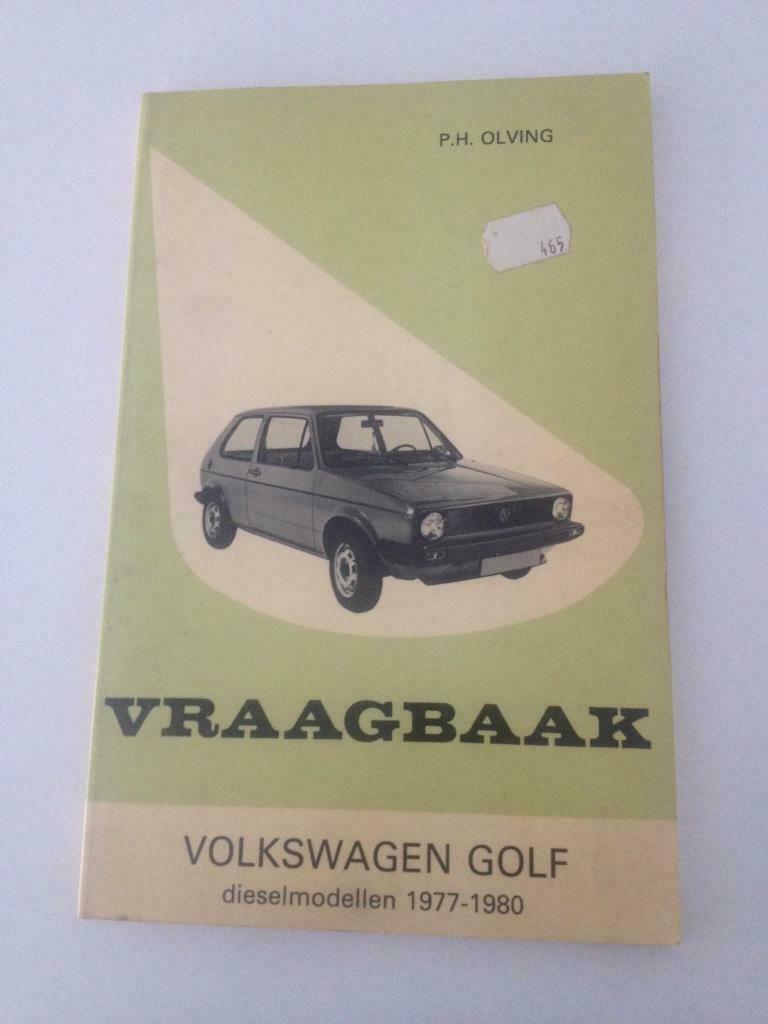 P.H. OLVING
=
465
VRAAGBAAK
VOLKSWAGEN GOLF
dieselmodellen 1977-1980